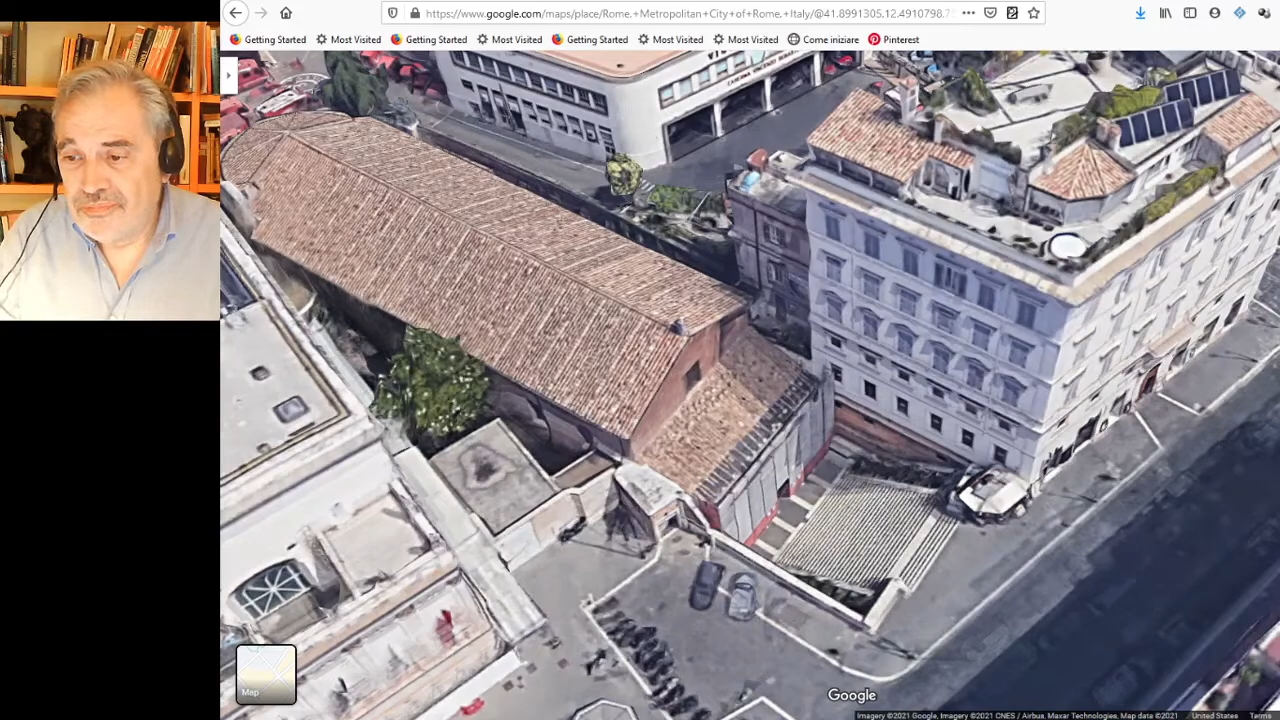 https://www.google.com/maps/place/Rome,+Metropolitan+City+of+Rome,+Italy/@41.8991305,12.4910798,7
Getting Started Most Visited Getting Started Most Visited Getting Started Most Visited Most Visited Come iniziare Pinterest
Map
Google
Imagery ©2021 Google, Imagery ©2021 CNES / Airbus, Maxar Technologies, Map data ©2021 United States Terms